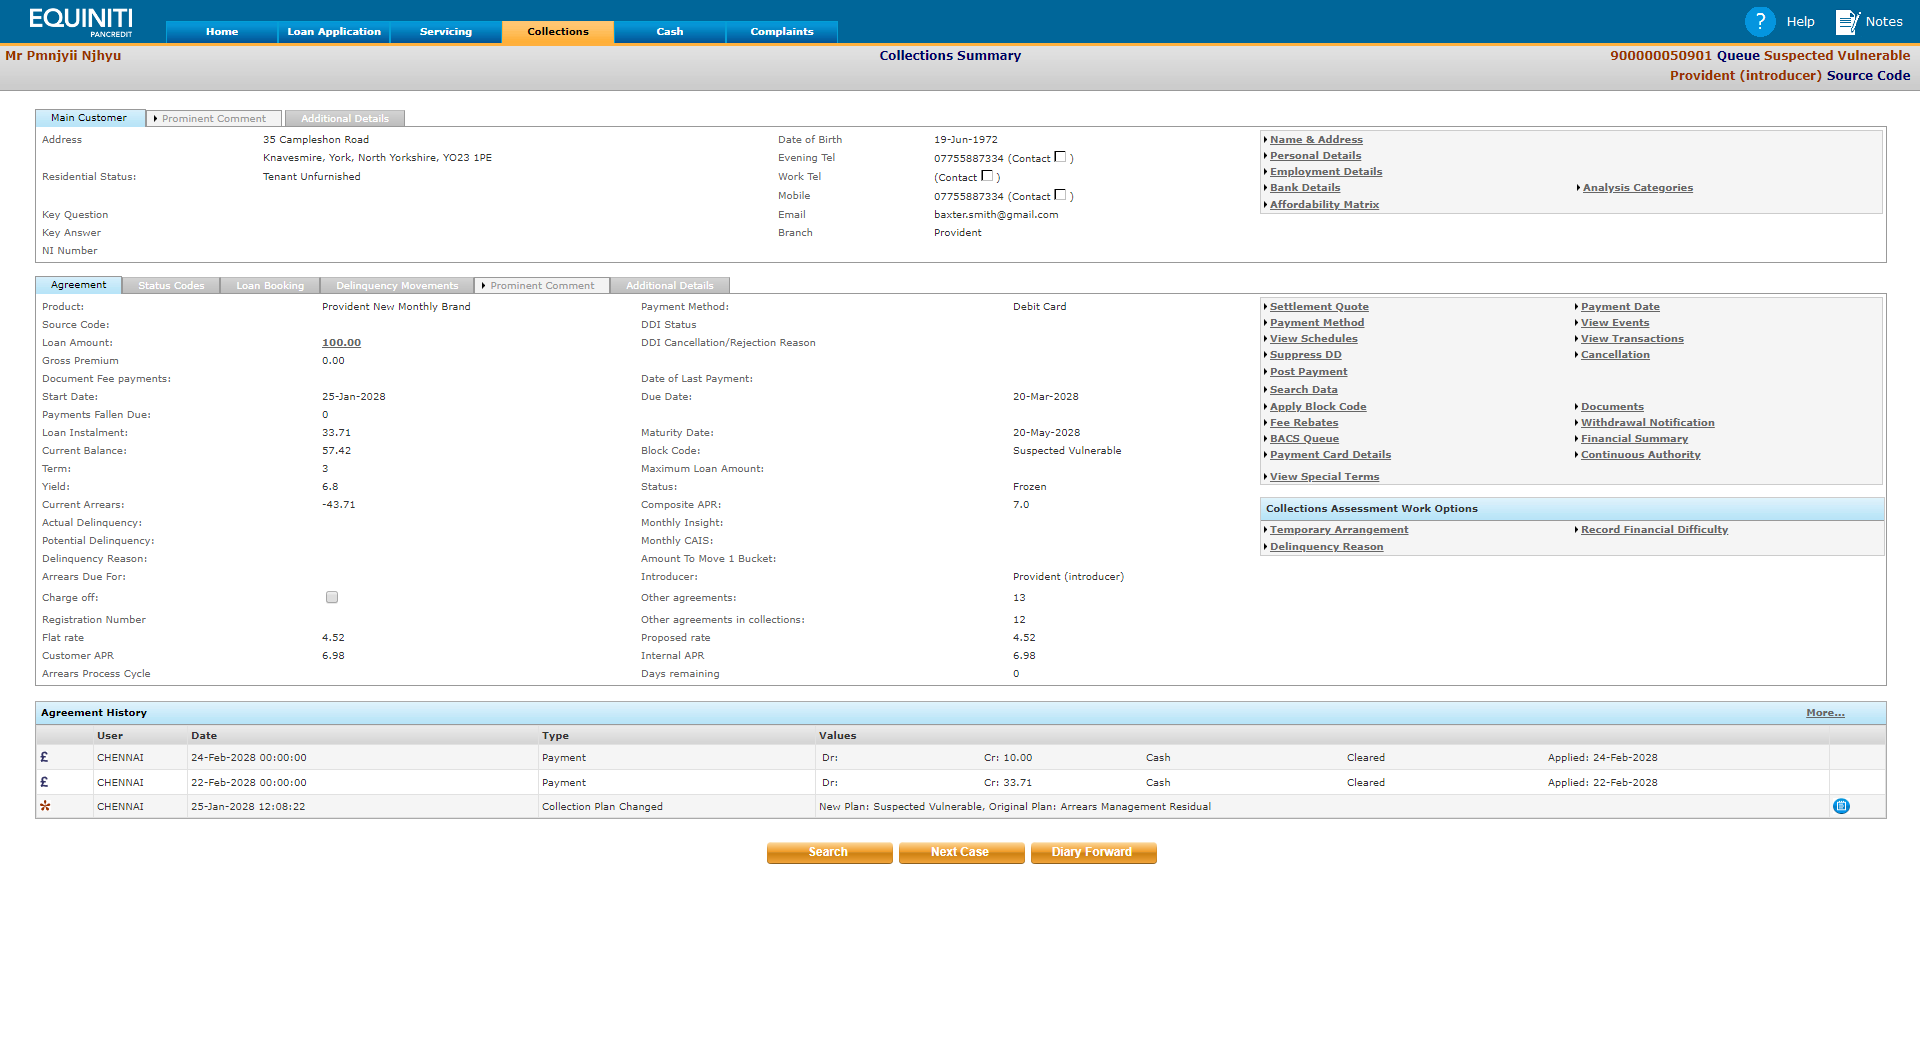 EQUINITI
PANCREDIT
Home Loan Application Servicing Collections Cash Complaints
? Help Notes
Mr Pmnjyii Njhyu Collections Summary 900000050901 Queue Suspected Vulnerable
Provident (introducer) Source Code
Main Customer Prominent Comment Additional Details
Address 35 Campleshon Road Date of Birth 19-Jun-1972 Name & Address
Knavesmire, York, North Yorkshire, YO23 1PE Evening Tel 07755887334 (Contact ) Personal Details
Residential Status: Tenant Unfurnished Work Tel (Contact ) Employment Details
Mobile 07755887334 (Contact ) Bank Details Analysis Categories
Key Question Email baxter.smith@gmail.com Affordability Matrix
Key Answer Branch Provident
NI Number
Agreement Status Codes Loan Booking Delinquency Movements Prominent Comment Additional Details
Product: Provident New Monthly Brand Payment Method: Debit Card Settlement Quote Payment Date
Source Code: DDI Status Payment Method View Events
Loan Amount: 100.00 DDI Cancellation/Rejection Reason View Schedules View Transactions
Gross Premium 0.00 Suppress DD Cancellation
Document Fee payments: Date of Last Payment: Post Payment
Start Date: 25-Jan-2028 Due Date: 20-Mar-2028 Search Data
Payments Fallen Due: 0 Apply Block Code Documents
Loan Instalment: 33.71 Maturity Date: 20-May-2028 Fee Rebates Withdrawal Notification
Current Balance: 57.42 Block Code: Suspected Vulnerable BACS Queue Financial Summary
Term: 3 Maximum Loan Amount: Payment Card Details Continuous Authority
Yield: 6.8 Status: Frozen View Special Terms
Current Arrears: -43.71 Composite APR: 7.0 Collections Assessment Work Options
Actual Delinquency: Monthly Insight: Temporary Arrangement Record Financial Difficulty
Potential Delinquency: Monthly CAIS: Delinquency Reason
Delinquency Reason: Amount To Move 1 Bucket:
Arrears Due For: Introducer: Provident (introducer)
Charge off: Other agreements: 13
Registration Number Other agreements in collections: 12
Flat rate 4.52 Proposed rate 4.52
Customer APR 6.98 Internal APR 6.98
Arrears Process Cycle Days remaining 0
Agreement History More...
User Date Type Values
£ CHENNAI 24-Feb-2028 00:00:00 Payment Dr: Cr: 10.00 Cash Cleared Applied: 24-Feb-2028
£ CHENNAI 22-Feb-2028 00:00:00 Payment Dr: Cr: 33.71 Cash Cleared Applied: 22-Feb-2028
* CHENNAI 25-Jan-2028 12:08:22 Collection Plan Changed New Plan: Suspected Vulnerable, Original Plan: Arrears Management Residual
Search Next Case Diary Forward